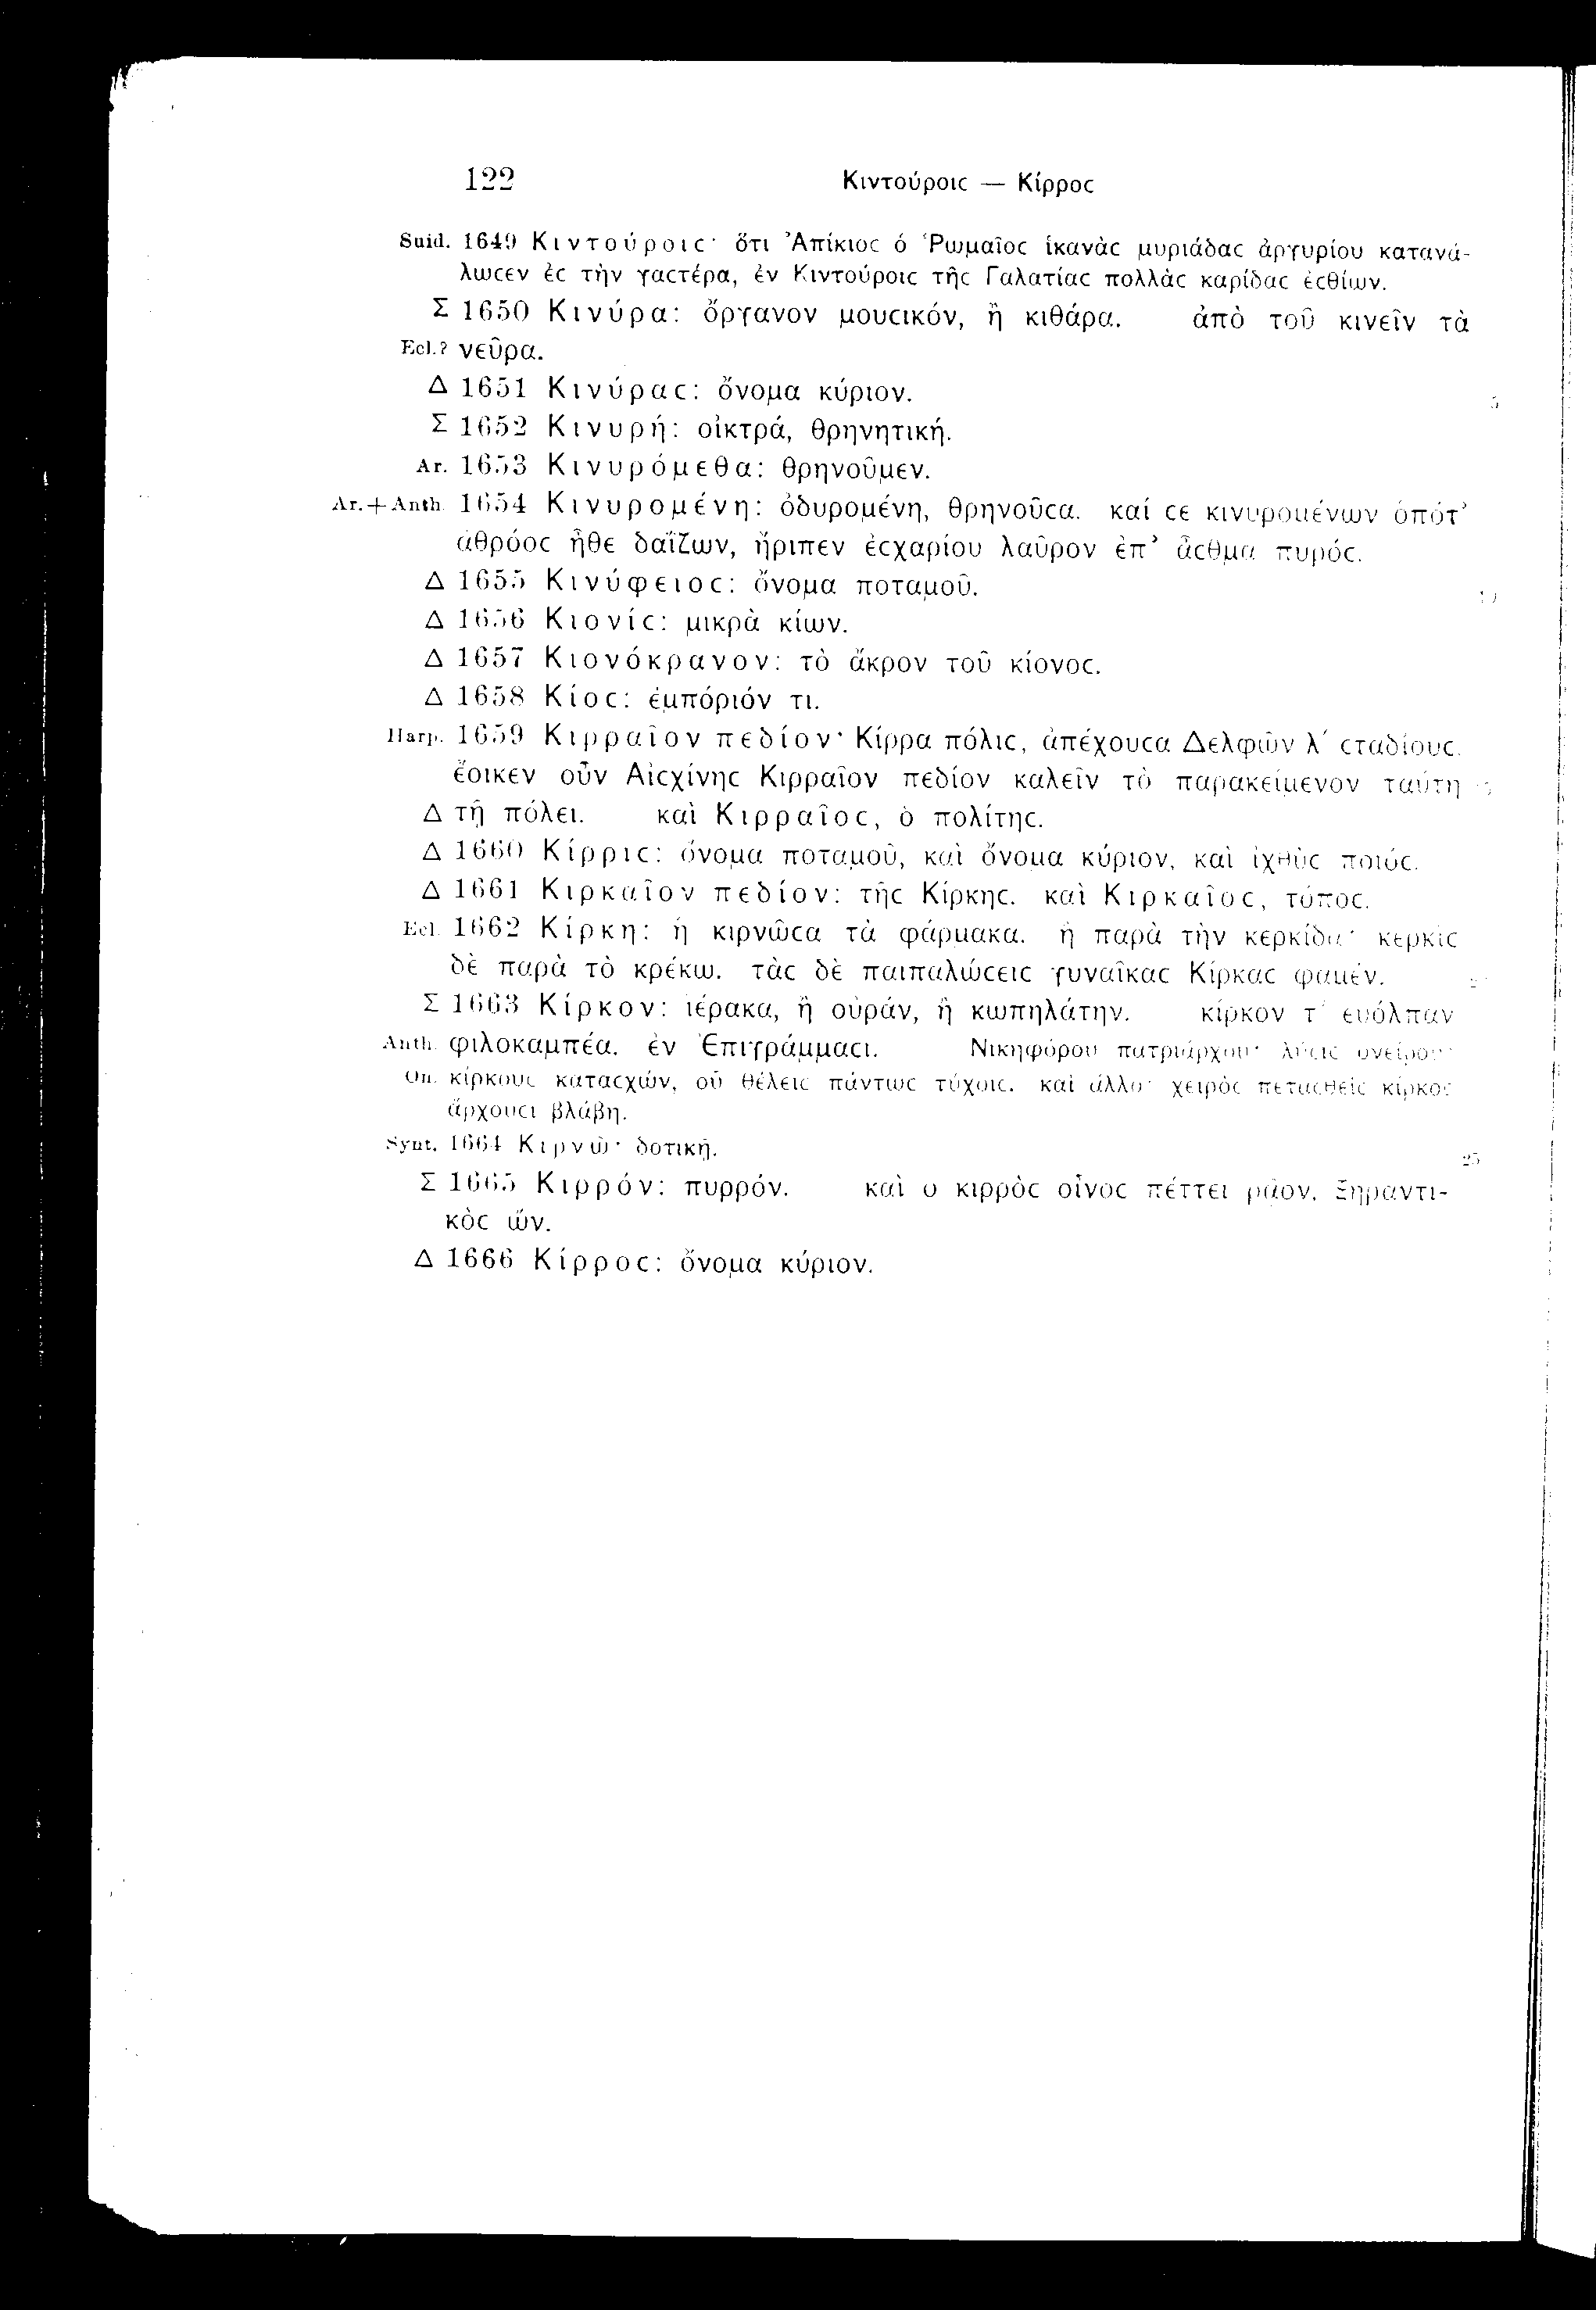 122 Κιντούροιϲ — Κίρροϲ
Suid. 1649 Κιντούροιϲ· ὅτι Ἀπίκιοϲ ὁ Ῥωμαῖοϲ ἱκανὰϲ μυριάδαϲ ἀργυρίου κατανά-
λωϲεν ἐϲ τὴν γαϲτέρα, ἐν Κιντούροιϲ τῆϲ Γαλατίαϲ πολλὰϲ καρίδαϲ ἐϲθίων.
Σ 1650 Κινύρα: ὄργανον μουϲικόν, ἢ κιθάρα. ἀπὸ τοῦ κινεῖν τὰ
Ecl.? νεῦρα.
Δ 1651 Κινύραϲ: ὄνομα κύριον. 5
Σ 1652 Κινυρή: οἰκτρά, θρηνητική.
Ar. 1653 Κινυρόμεθα: θρηνοῦμεν.
Ar.+Anth. 1654 Κινυρομένη: ὀδυρομένη, θρηνοῦϲα. καί ϲε κινυρομένων ὁπότ’
ἀθρόοϲ ἦθε δαΐζων, ἤριπεν ἐϲχαρίου λαῦρον ἐπ’ ἆϲθμα πυρόϲ.
Δ 1655 Κινύφειοϲ: ὄνομα ποταμοῦ. 10
Δ 1656 Κιονίϲ: μικρὰ κίων.
Δ 1657 Κιονόκρανον: τὸ ἄκρον τοῦ κίονοϲ.
Δ 1658 Κίοϲ: ἐμπόριόν τι.
Harp. 1659 Κιρραῖον πεδίον· Κίρρα πόλιϲ, ἀπέχουϲα Δελφῶν λ´ ϲταδίουϲ.
ἔοικεν οὖν Αἰϲχίνηϲ Κιρραῖον πεδίον καλεῖν τὸ παρακείμενον ταύτῃ
Δ τῇ πόλει. καὶ Κιρραῖοϲ, ὁ πολίτηϲ.
Δ 1660 Κίρριϲ: ὄνομα ποταμοῦ, καὶ ὄνομα κύριον, καὶ ἰχθὺϲ ποιόϲ.
Δ 1661 Κιρκαῖον πεδίον: τῆϲ Κίρκηϲ. καὶ Κιρκαῖοϲ, τόποϲ.
Ecl. 1662 Κίρκη: ἡ κιρνῶϲα τὰ φάρμακα. ἢ παρὰ τὴν κερκίδα· κερκὶϲ
δὲ παρὰ τὸ κρέκω. τὰϲ δὲ παιπαλώϲειϲ γυναῖκαϲ Κίρκαϲ φαμέν.
Σ 1663 Κίρκον: ἱέρακα, ἢ οὐράν, ἢ κωπηλάτην. κίρκον τ’ εὐόλπαν
Anth. φιλοκαμπέα. ἐν Ἐπιγράμμαϲι. Νικηφόρου πατριάρχου· λύϲιϲ ὀνείρου·
On. κίρκουϲ καταϲχών, οὗ θέλειϲ πάντωϲ τύχοιϲ. καὶ ἄλλο· χειρὸϲ πεταϲθεὶϲ κίρκοϲ
ἄρχουϲι βλάβη.
Synt. 1664 Κιρνῶ· δοτικῇ. 25
Σ 1665 Κιρρόν: πυρρόν. καὶ ὁ κιρρὸϲ οἶνοϲ πέττει ῥᾷον, ξηραντι-
κὸϲ ὤν.
Δ 1666 Κίρροϲ: ὄνομα κύριον.